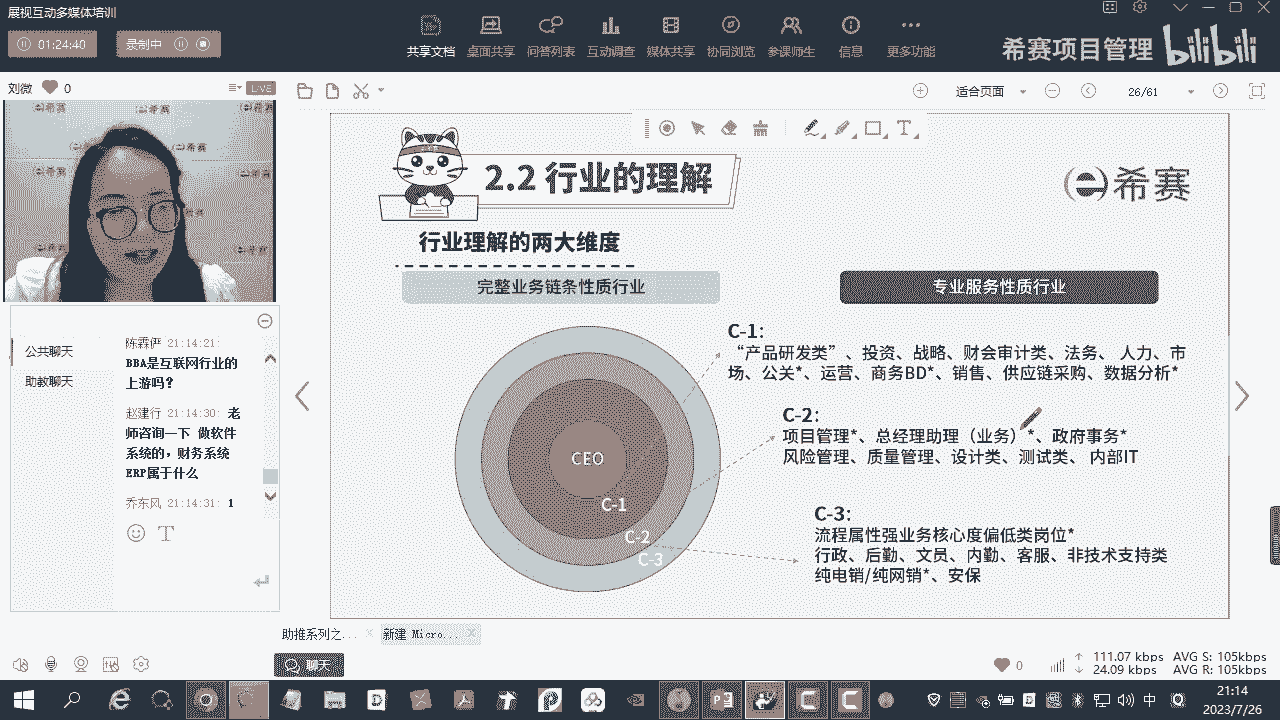 展视互动多媒体培训
01:24:40
录制中
共享文档
桌面共享
问答列表
互动调查
媒体共享
协同浏览
多课师生
信息
更多功能
希赛项目管理
bilibili
刘微
0
LIVE
适合页面
26/61
希赛
公共聊天
助教聊天
陈霖俨 21:14:21:
BBA是互联网行业的
上游吗?
赵建行 21:14:30: 老
师咨询一下 做软件
系统的，财务系统
ERP属于什么
乔东风 21:14:31: 1
2.2 行业的理解
希赛
行业理解的两大维度
完整业务链条性质行业
专业服务性质行业
CEO
C-1
C-2
C-3
C-1:
“产品研发类”、投资、战略、财会审计类、法务、 人力、市
场、公关*、运营、商务BD*、销售、供应链采购、数据分析*
C-2:
项目管理*、总经理助理（业务）*、政府事务*
风险管理、质量管理、设计类、测试类、 内部IT
C-3:
流程属性强业务核心度偏低类岗位*
行政、后勤、文员、内勤、客服、非技术支持类
纯电销/纯网销*、安保
助推系列之...
新建 Micro...
聊天
0
111.07 kbps
AVG S: 105kbps
24.09 kbps
AVG R: 105kbps
中
21:14
2023/7/26